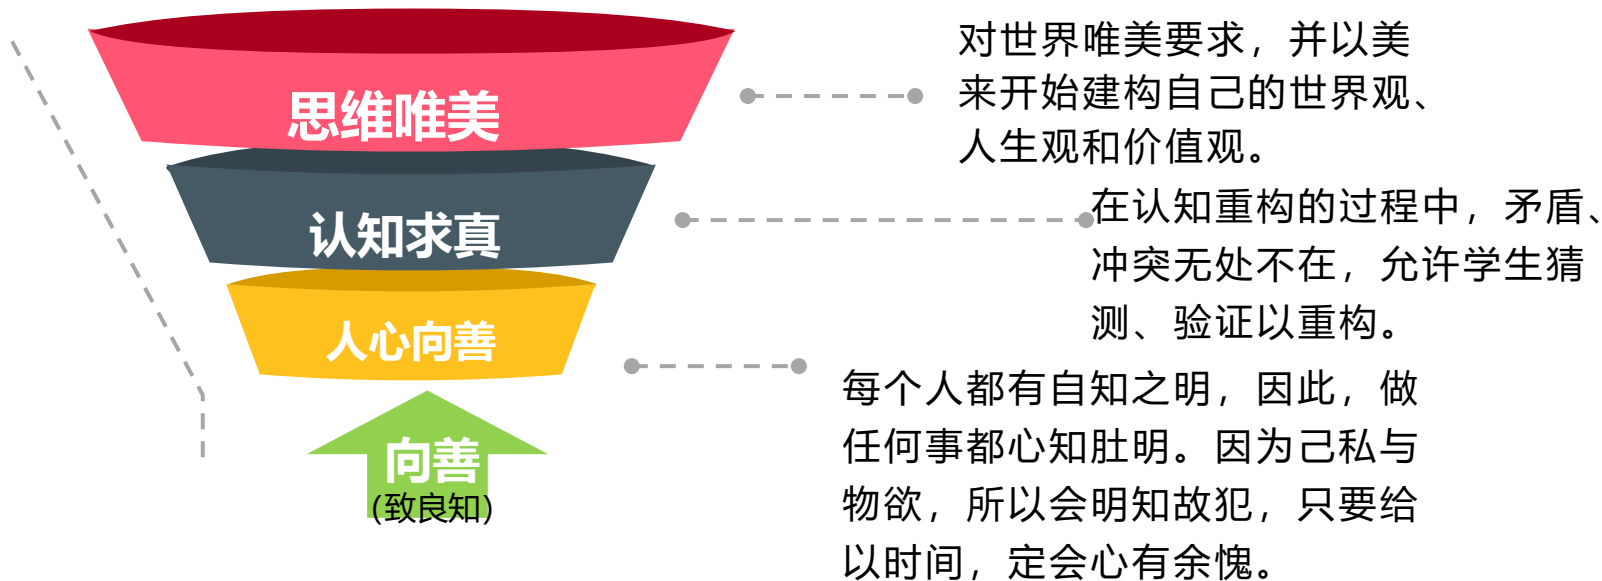 思维唯美
对世界唯美要求，并以美
来开始建构自己的世界观、
人生观和价值观。
认知求真
在认知重构的过程中，矛盾、
冲突无处不在，允许学生猜
测、验证以重构。
人心向善
每个人都有自知之明，因此，做
任何事都心知肚明。因为己私与
物欲，所以会明知故犯，只要给
以时间，定会心有余愧。
向善
（致良知）